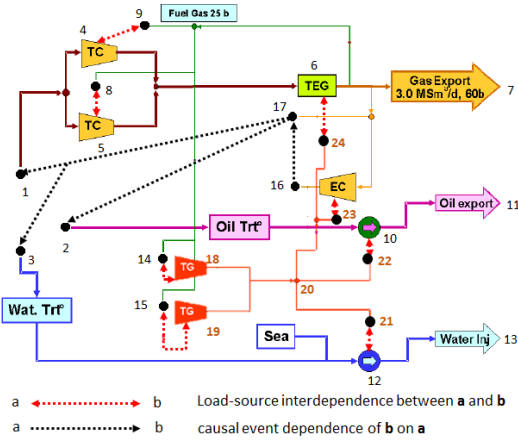 4
9
Fuel Gas 25 b
TC
6
8
TEG
Gas Export
3.0 MSm³/d, 60b
7
TC
17
5
24
1
16
EC
23
11
Oil export
2
Oil Trtº
10
3
14
18
TG
22
15
20
TG
19
21
Wat. Trfº
Sea
Water Inj
13
12
a b Load-source interdependence between a and b
a b causal event dependence of b on a